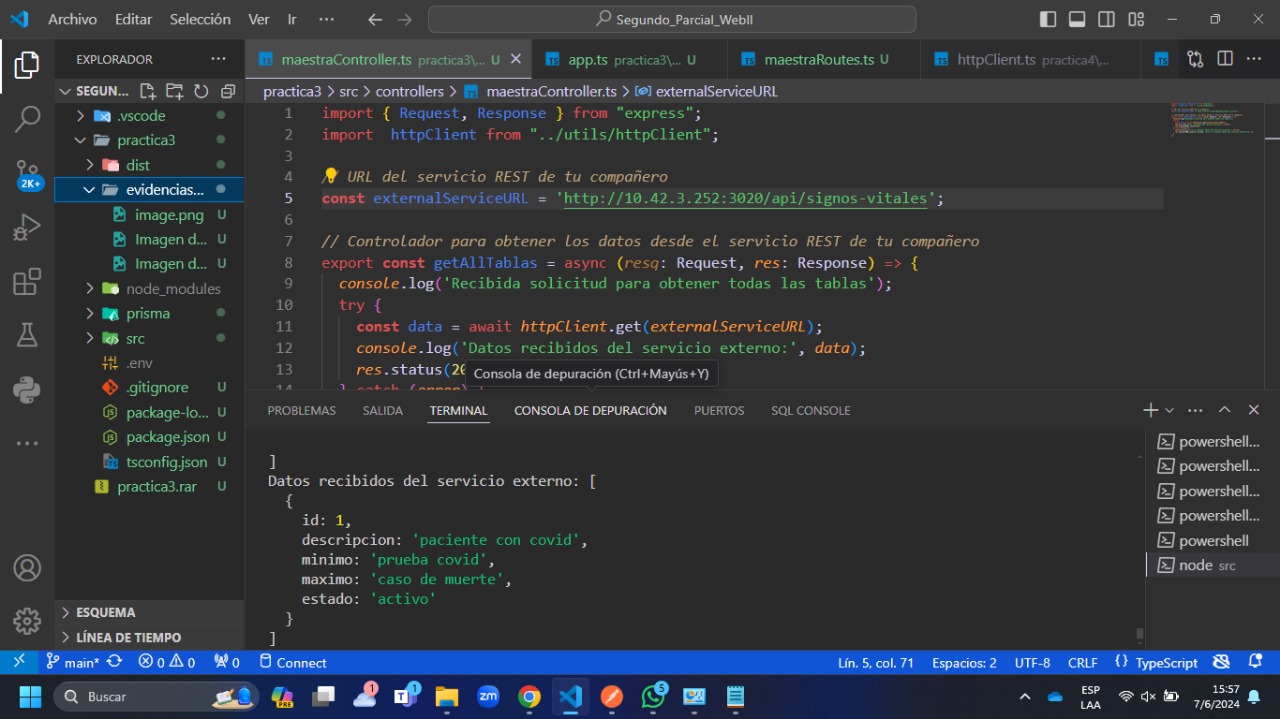 Archivo Editar Selección Ver Ir ··· Segundo_Parcial_WebII
EXPLORADOR ···
maestraController.ts practica3\... U
app.ts practica3\... U
maestraRoutes.ts U
httpClient.ts practica4\...
SEGUN...
practica3 > src > controllers > maestraController.ts > externalServiceURL
.vscode
practica3
dist
evidencias...
image.png U
Imagen d... U
Imagen d... U
node_modules
prisma
src
.env
.gitignore U
package-lo... U
package.json U
tsconfig.json U
practica3.rar U
ESQUEMA
LÍNEA DE TIEMPO
1 import { Request, Response } from "express";
2 import httpClient from "../utils/httpClient";
3
4 URL del servicio REST de tu compañero
5 const externalServiceURL = 'http://10.42.3.252:3020/api/signos-vitales';
6
7 // Controlador para obtener los datos desde el servicio REST de tu compañero
8 export const getAllTablas = async (resq: Request, res: Response) => {
9 console.log('Recibida solicitud para obtener todas las tablas');
10 try {
11 const data = await httpClient.get(externalServiceURL);
12 console.log('Datos recibidos del servicio externo:', data);
13 res.status(20
Consola de depuración (Ctrl+Mayús+Y)
14 } catch (error) {
PROBLEMAS SALIDA TERMINAL CONSOLA DE DEPURACIÓN PUERTOS SQL CONSOLE
]
Datos recibidos del servicio externo: [
{
id: 1,
descripcion: 'paciente con covid',
minimo: 'prueba covid',
maximo: 'caso de muerte',
estado: 'activo'
}
]
powershell...
powershell...
powershell...
powershell...
powershell
node src
2K+
main* 0 0 0 Connect
Lín. 5, col. 71 Espacios: 2 UTF-8 CRLF {} TypeScript
Buscar
PRE
1
1
5
ESP
LAA
15:57
7/6/2024